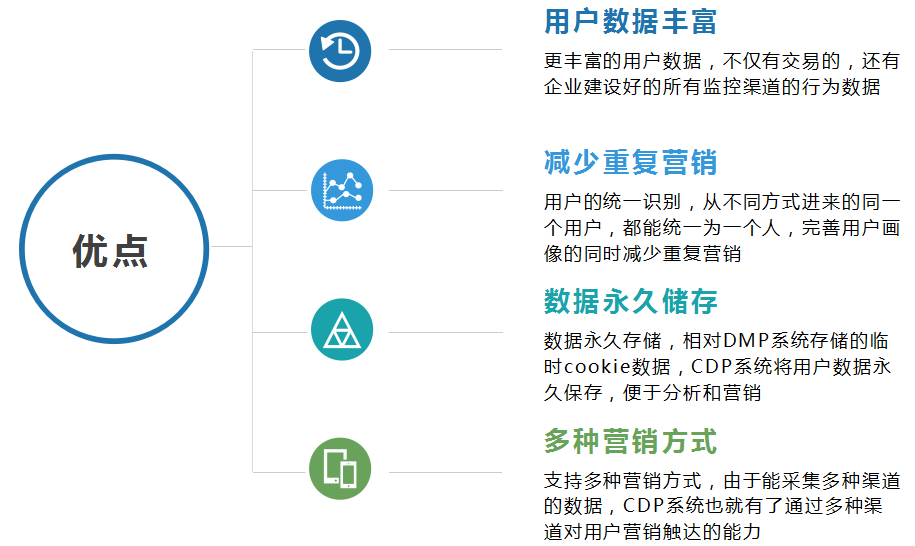 优点
用户数据丰富
更丰富的用户数据，不仅有交易的，还有
企业建设好的所有监控渠道的行为数据
减少重复营销
用户的统一识别，从不同方式进来的同一
个用户，都能统一为一个人，完善用户画
像的同时减少重复营销
数据永久储存
数据永久存储，相对DMP系统存储的临
时cookie数据，CDP系统将用户数据永
久保存，便于分析和营销
多种营销方式
支持多种营销方式，由于能采集多种渠道
的数据，CDP系统也就有了通过多种渠
道对用户营销触达的能力